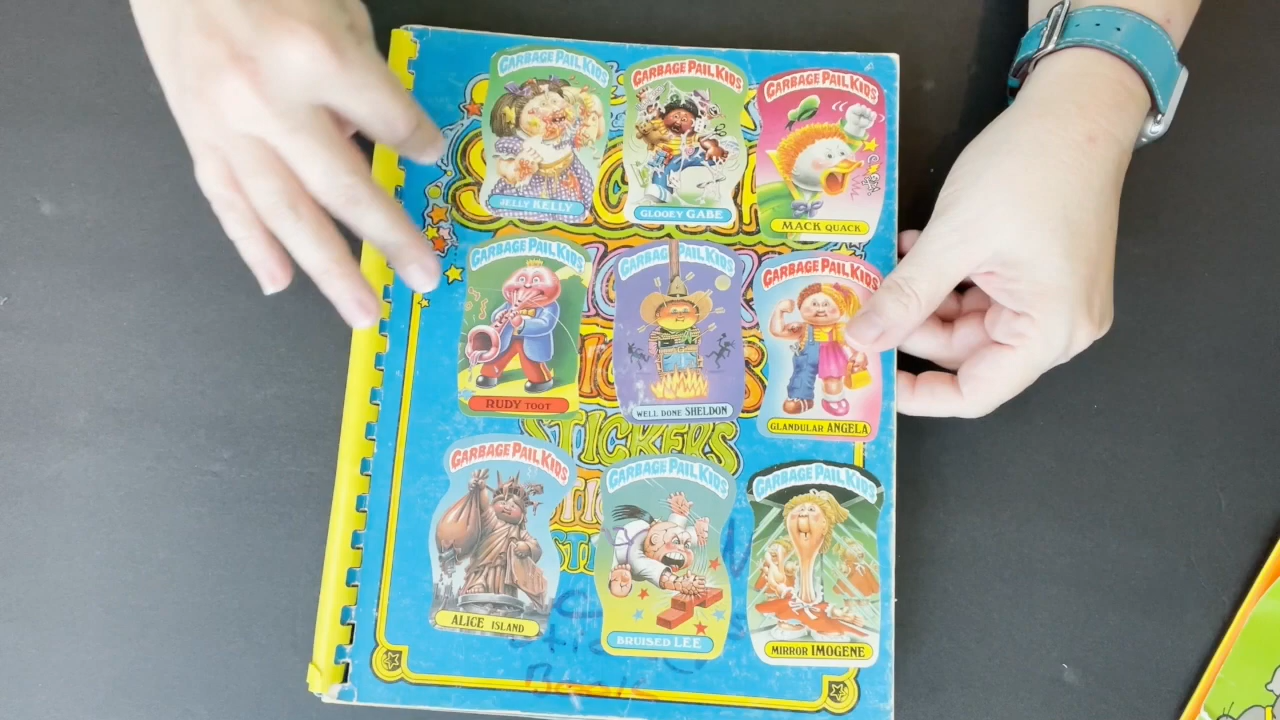 GARBAGE PAIL KIDS
JELLY KELLY
GARBAGE PAIL KIDS
GLOOEY GABE
GARBAGE PAIL KIDS
MACK QUACK
GARBAGE PAIL KIDS
RUDY TOOT
GARBAGE PAIL KIDS
WELL DONE SHELDON
GARBAGE PAIL KIDS
GLANDULAR ANGELA
STICKERS
GARBAGE PAIL KIDS
ALICE ISLAND
GARBAGE PAIL KIDS
BRUISED LEE
GARBAGE PAIL KIDS
MIRROR IMOGENE